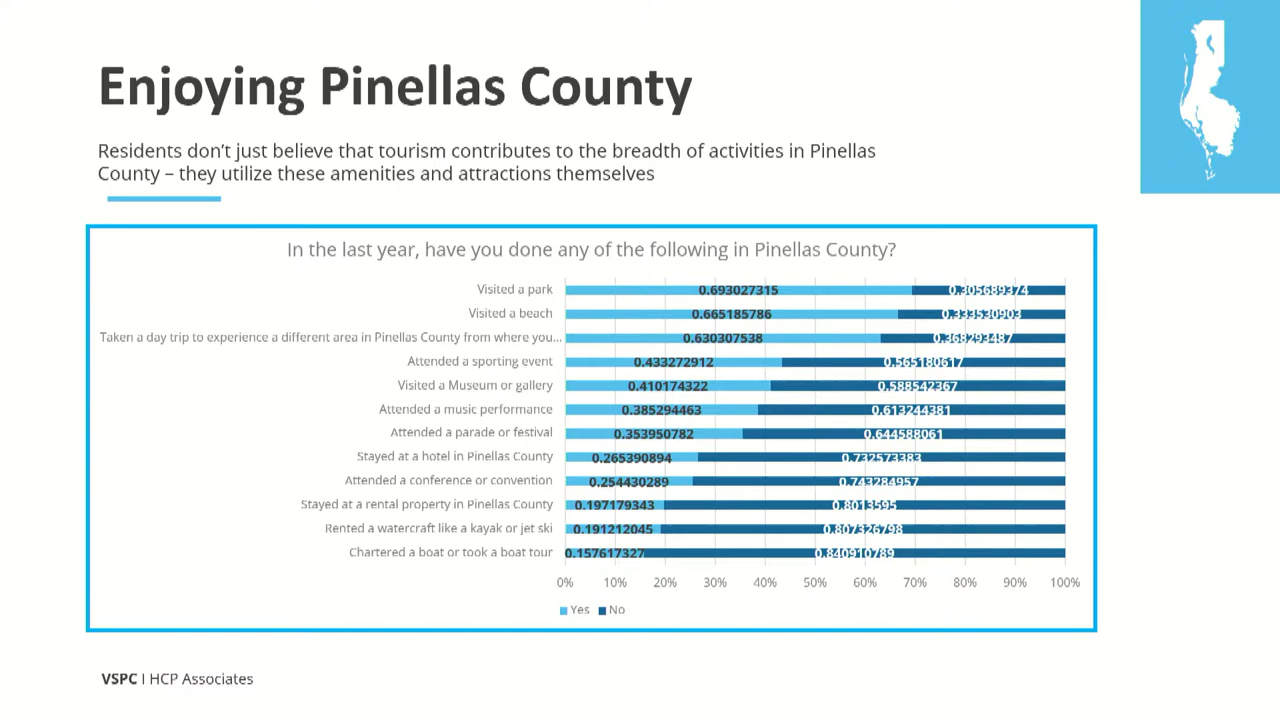 Enjoying Pinellas County
Residents don’t just believe that tourism contributes to the breadth of activities in Pinellas
County – they utilize these amenities and attractions themselves
In the last year, have you done any of the following in Pinellas County?
Visited a park 0.693027315 0.305689374
Visited a beach 0.665185786 0.333530903
Taken a day trip to experience a different area in Pinellas County from where you... 0.630307538 0.368293487
Attended a sporting event 0.433272912 0.565180617
Visited a Museum or gallery 0.410174322 0.588542367
Attended a music performance 0.385294463 0.613244381
Attended a parade or festival 0.353950782 0.644588061
Stayed at a hotel in Pinellas County 0.265390894 0.732573383
Attended a conference or convention 0.254430289 0.743284957
Stayed at a rental property in Pinellas County 0.197179343 0.8013595
Rented a watercraft like a kayak or jet ski 0.191212045 0.807326798
Chartered a boat or took a boat tour 0.157617327 0.840910789
0% 10% 20% 30% 40% 50% 60% 70% 80% 90% 100%
Yes No
VSPC | HCP Associates